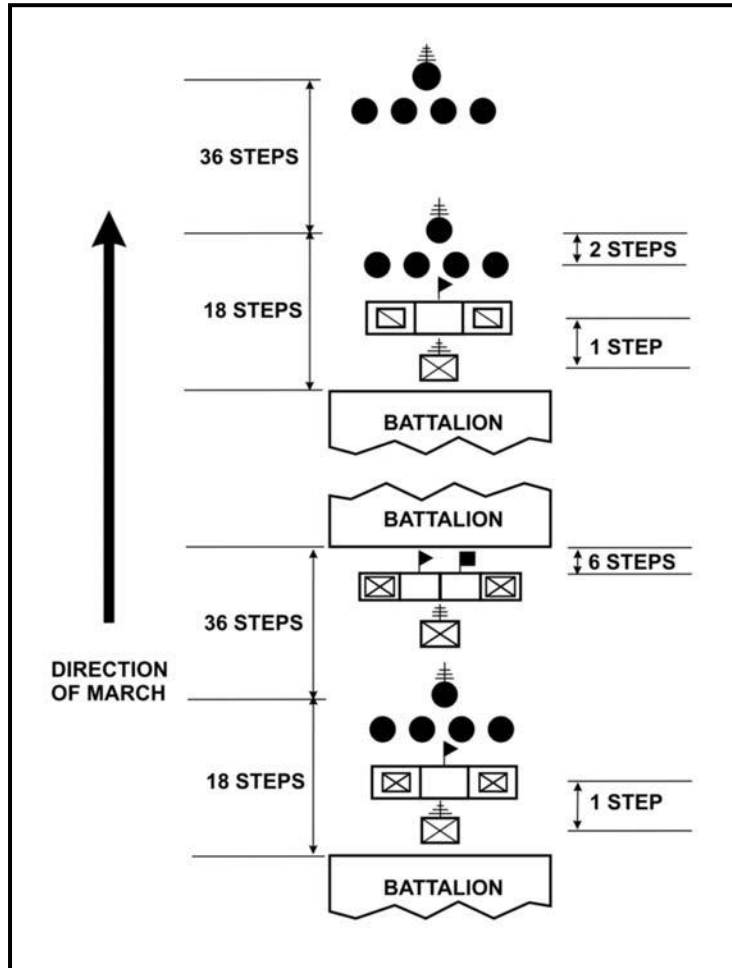 36 STEPS
2 STEPS
18 STEPS
1 STEP
BATTALION
BATTALION
6 STEPS
36 STEPS
DIRECTION
OF MARCH
18 STEPS
1 STEP
BATTALION